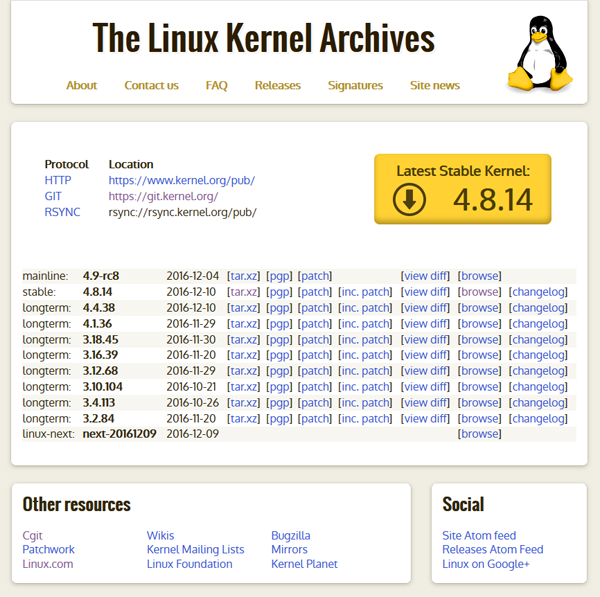 The Linux Kernel Archives
About Contact us FAQ Releases Signatures Site news
Protocol Location
HTTP https://www.kernel.org/pub/
GIT https://git.kernel.org/
RSYNC rsync://rsync.kernel.org/pub/
Latest Stable Kernel:
4.8.14
mainline: 4.9-rc8 2016-12-04 [tar.xz] [pgp] [patch] [view diff] [browse]
stable: 4.8.14 2016-12-10 [tar.xz] [pgp] [patch] [inc. patch] [view diff] [browse] [changelog]
longterm: 4.4.38 2016-12-10 [tar.xz] [pgp] [patch] [inc. patch] [view diff] [browse] [changelog]
longterm: 4.1.36 2016-11-29 [tar.xz] [pgp] [patch] [inc. patch] [view diff] [browse] [changelog]
longterm: 3.18.45 2016-11-30 [tar.xz] [pgp] [patch] [inc. patch] [view diff] [browse] [changelog]
longterm: 3.16.39 2016-11-20 [tar.xz] [pgp] [patch] [inc. patch] [view diff] [browse] [changelog]
longterm: 3.12.68 2016-11-29 [tar.xz] [pgp] [patch] [inc. patch] [view diff] [browse] [changelog]
longterm: 3.10.104 2016-10-21 [tar.xz] [pgp] [patch] [inc. patch] [view diff] [browse] [changelog]
longterm: 3.4.113 2016-10-26 [tar.xz] [pgp] [patch] [inc. patch] [view diff] [browse] [changelog]
longterm: 3.2.84 2016-11-20 [tar.xz] [pgp] [patch] [inc. patch] [view diff] [browse] [changelog]
linux-next: next-20161209 2016-12-09 [browse]
Other resources
Cgit Wikis Bugzilla
Patchwork Kernel Mailing Lists Mirrors
Linux.com Linux Foundation Kernel Planet
Social
Site Atom feed
Releases Atom Feed
Linux on Google+